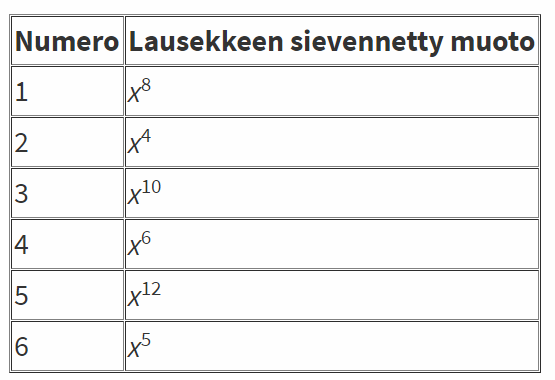 Numero Lausekkeen sievennetty muoto
1 x⁸
2 x⁴
3 x¹⁰
4 x⁶
5 x¹²
6 x⁵